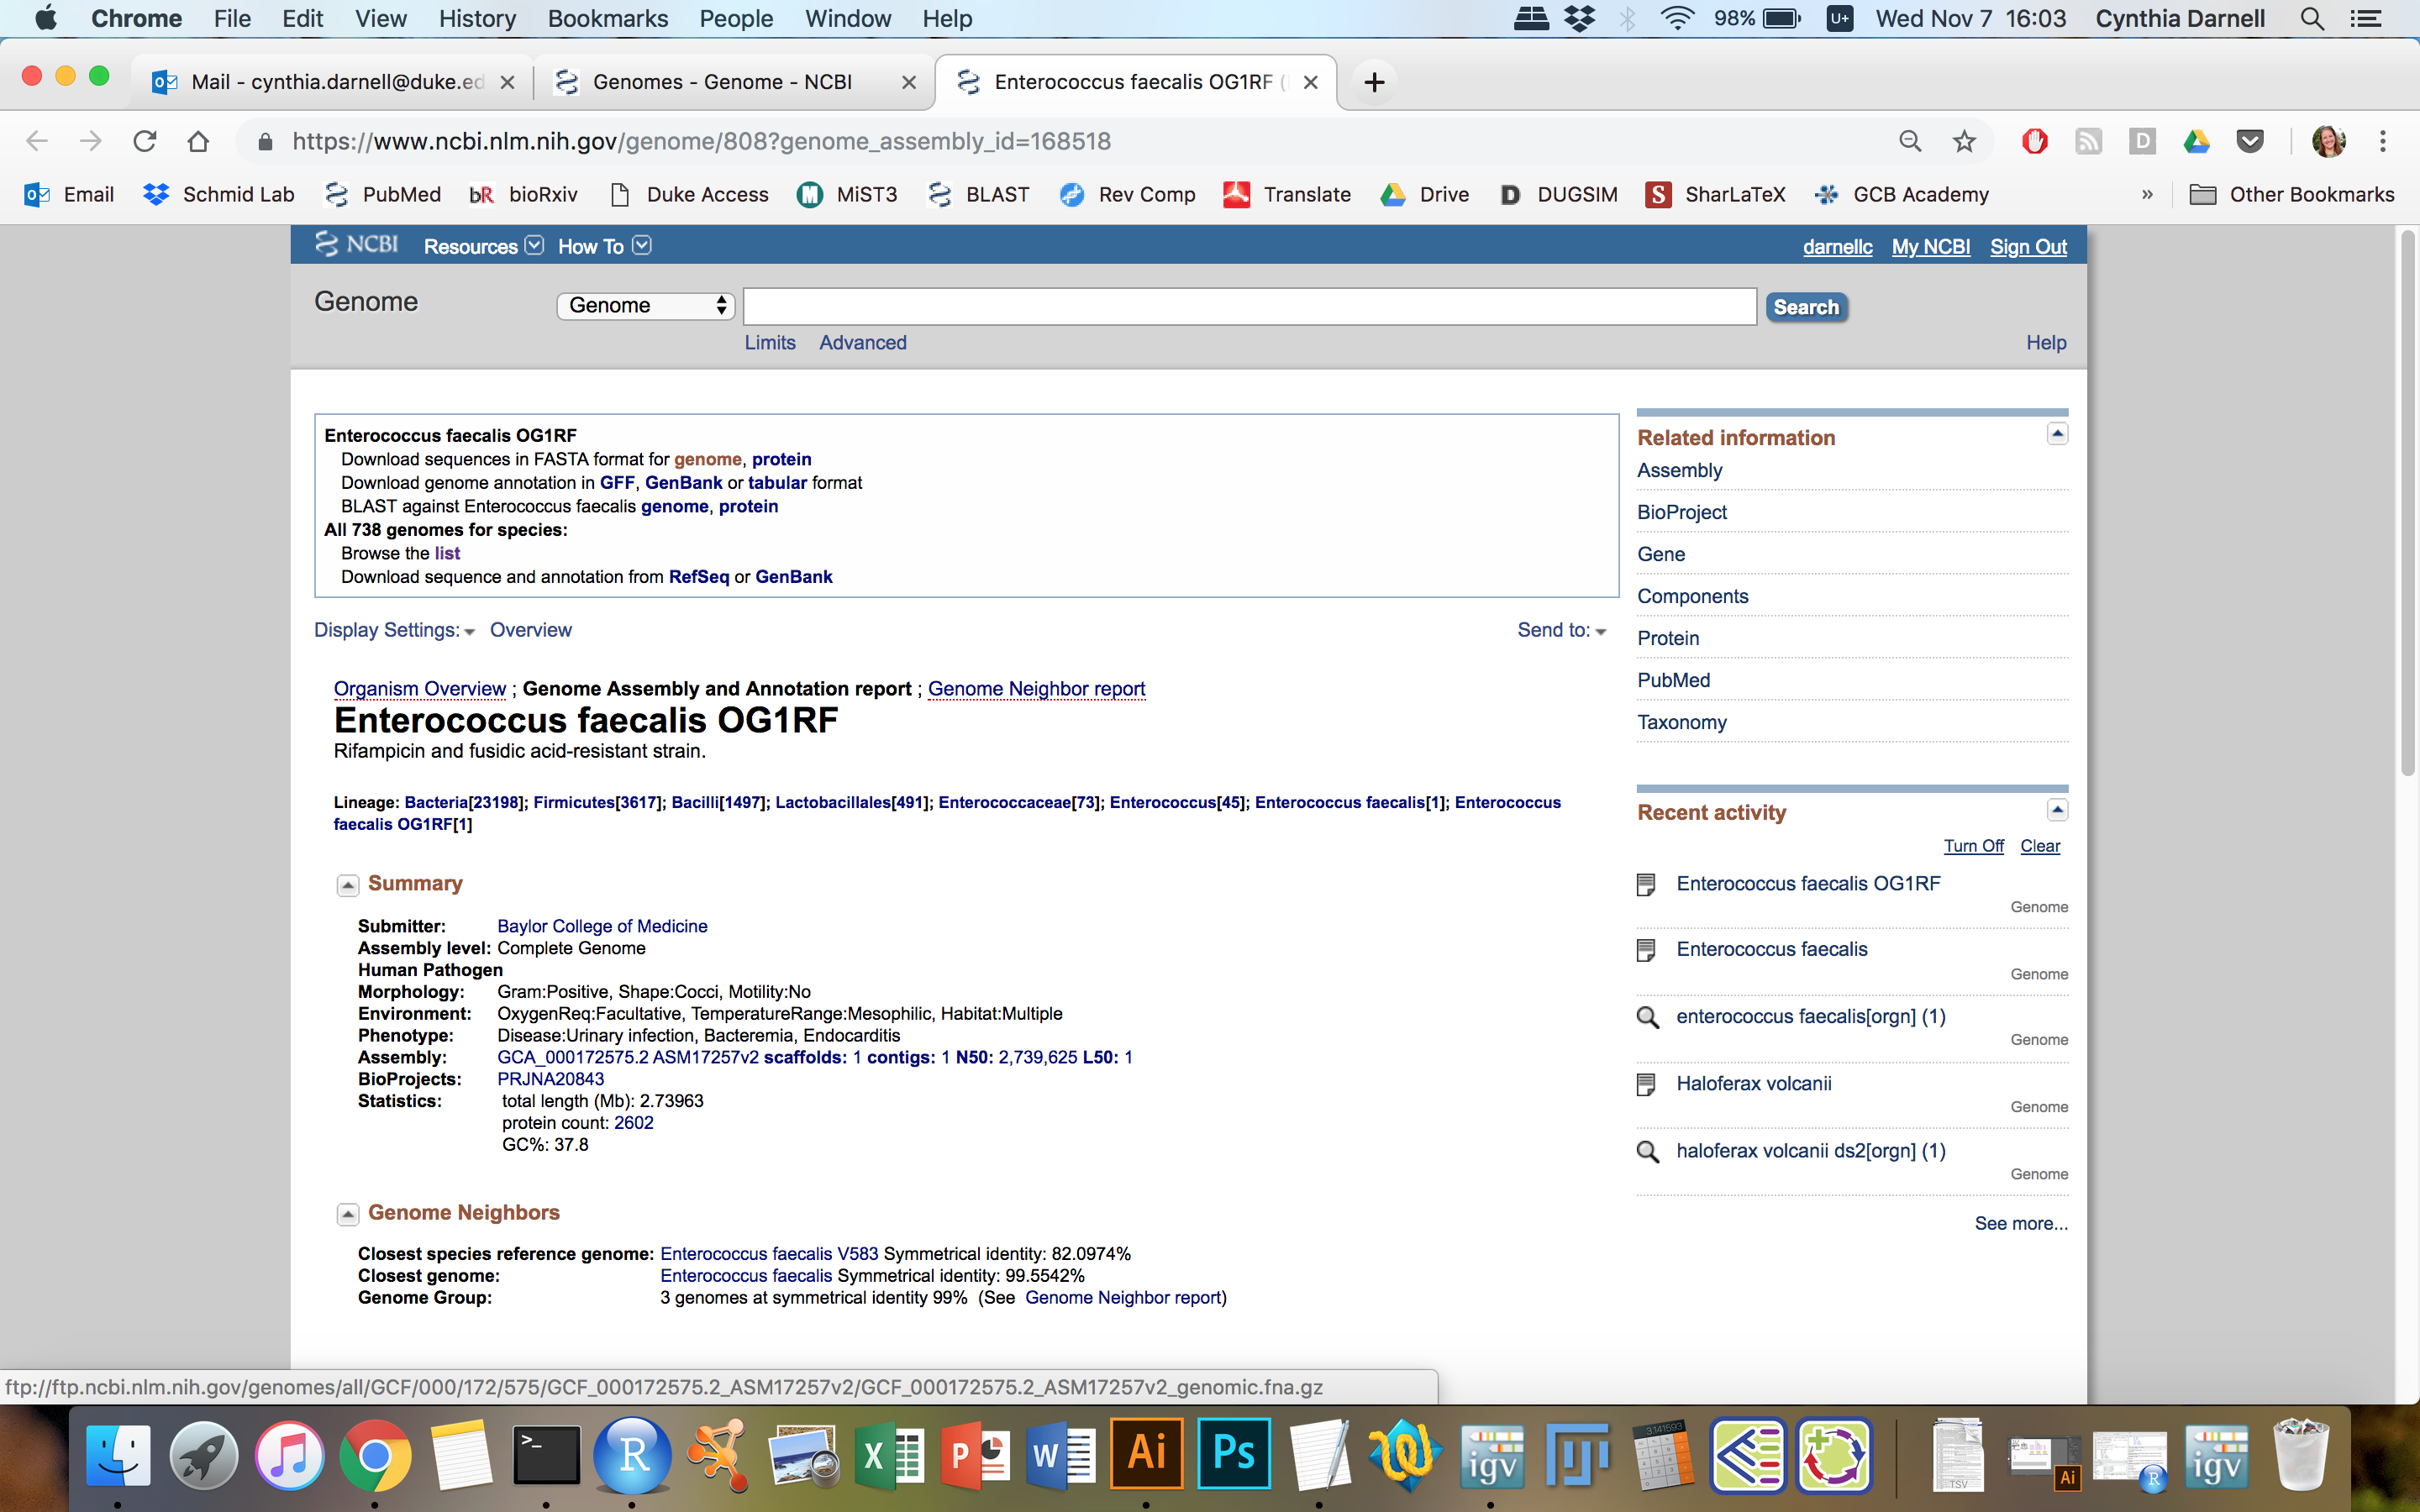 Chrome File Edit View History Bookmarks People Window Help 98% U+ Wed Nov 7 16:03 Cynthia Darnell
Mail - cynthia.darnell@duke.ed Genomes - Genome - NCBI Enterococcus faecalis OG1RF (
https://www.ncbi.nlm.nih.gov/genome/808?genome_assembly_id=168518 D
Email Schmid Lab PubMed bR bioRxiv Duke Access M MiST3 BLAST Rev Comp Translate Drive D DUGSIM S SharLaTeX GCB Academy » Other Bookmarks
NCBI Resources How To darnellc My NCBI Sign Out
Genome Genome Search
Limits Advanced Help
Enterococcus faecalis OG1RF
Download sequences in FASTA format for genome, protein
Download genome annotation in GFF, GenBank or tabular format
BLAST against Enterococcus faecalis genome, protein
All 738 genomes for species:
Browse the list
Download sequence and annotation from RefSeq or GenBank
Display Settings: Overview Send to:
Organism Overview ; Genome Assembly and Annotation report ; Genome Neighbor report
Enterococcus faecalis OG1RF
Rifampicin and fusidic acid-resistant strain.
Lineage: Bacteria[23198]; Firmicutes[3617]; Bacilli[1497]; Lactobacillales[491]; Enterococcaceae[73]; Enterococcus[45]; Enterococcus faecalis[1]; Enterococcus
faecalis OG1RF[1]
Summary
Submitter: Baylor College of Medicine
Assembly level: Complete Genome
Human Pathogen
Morphology: Gram:Positive, Shape:Cocci, Motility:No
Environment: OxygenReq:Facultative, TemperatureRange:Mesophilic, Habitat:Multiple
Phenotype: Disease:Urinary infection, Bacteremia, Endocarditis
Assembly: GCA_000172575.2 ASM17257v2 scaffolds: 1 contigs: 1 N50: 2,739,625 L50: 1
BioProjects: PRJNA20843
Statistics: total length (Mb): 2.73963
protein count: 2602
GC%: 37.8
Genome Neighbors
Closest species reference genome: Enterococcus faecalis V583 Symmetrical identity: 82.0974%
Closest genome: Enterococcus faecalis Symmetrical identity: 99.5542%
Genome Group: 3 genomes at symmetrical identity 99% (See Genome Neighbor report)
Related information
Assembly
BioProject
Gene
Components
Protein
PubMed
Taxonomy
Recent activity
Turn Off Clear
Enterococcus faecalis OG1RF
Genome
Enterococcus faecalis
Genome
enterococcus faecalis[orgn] (1)
Genome
Haloferax volcanii
Genome
haloferax volcanii ds2[orgn] (1)
Genome
See more...
ftp://ftp.ncbi.nlm.nih.gov/genomes/all/GCF/000/172/575/GCF_000172575.2_ASM17257v2/GCF_000172575.2_ASM17257v2_genomic.fna.gz
>_ R X P W Ai Ps igv 3.141593 TSV Ai R igv